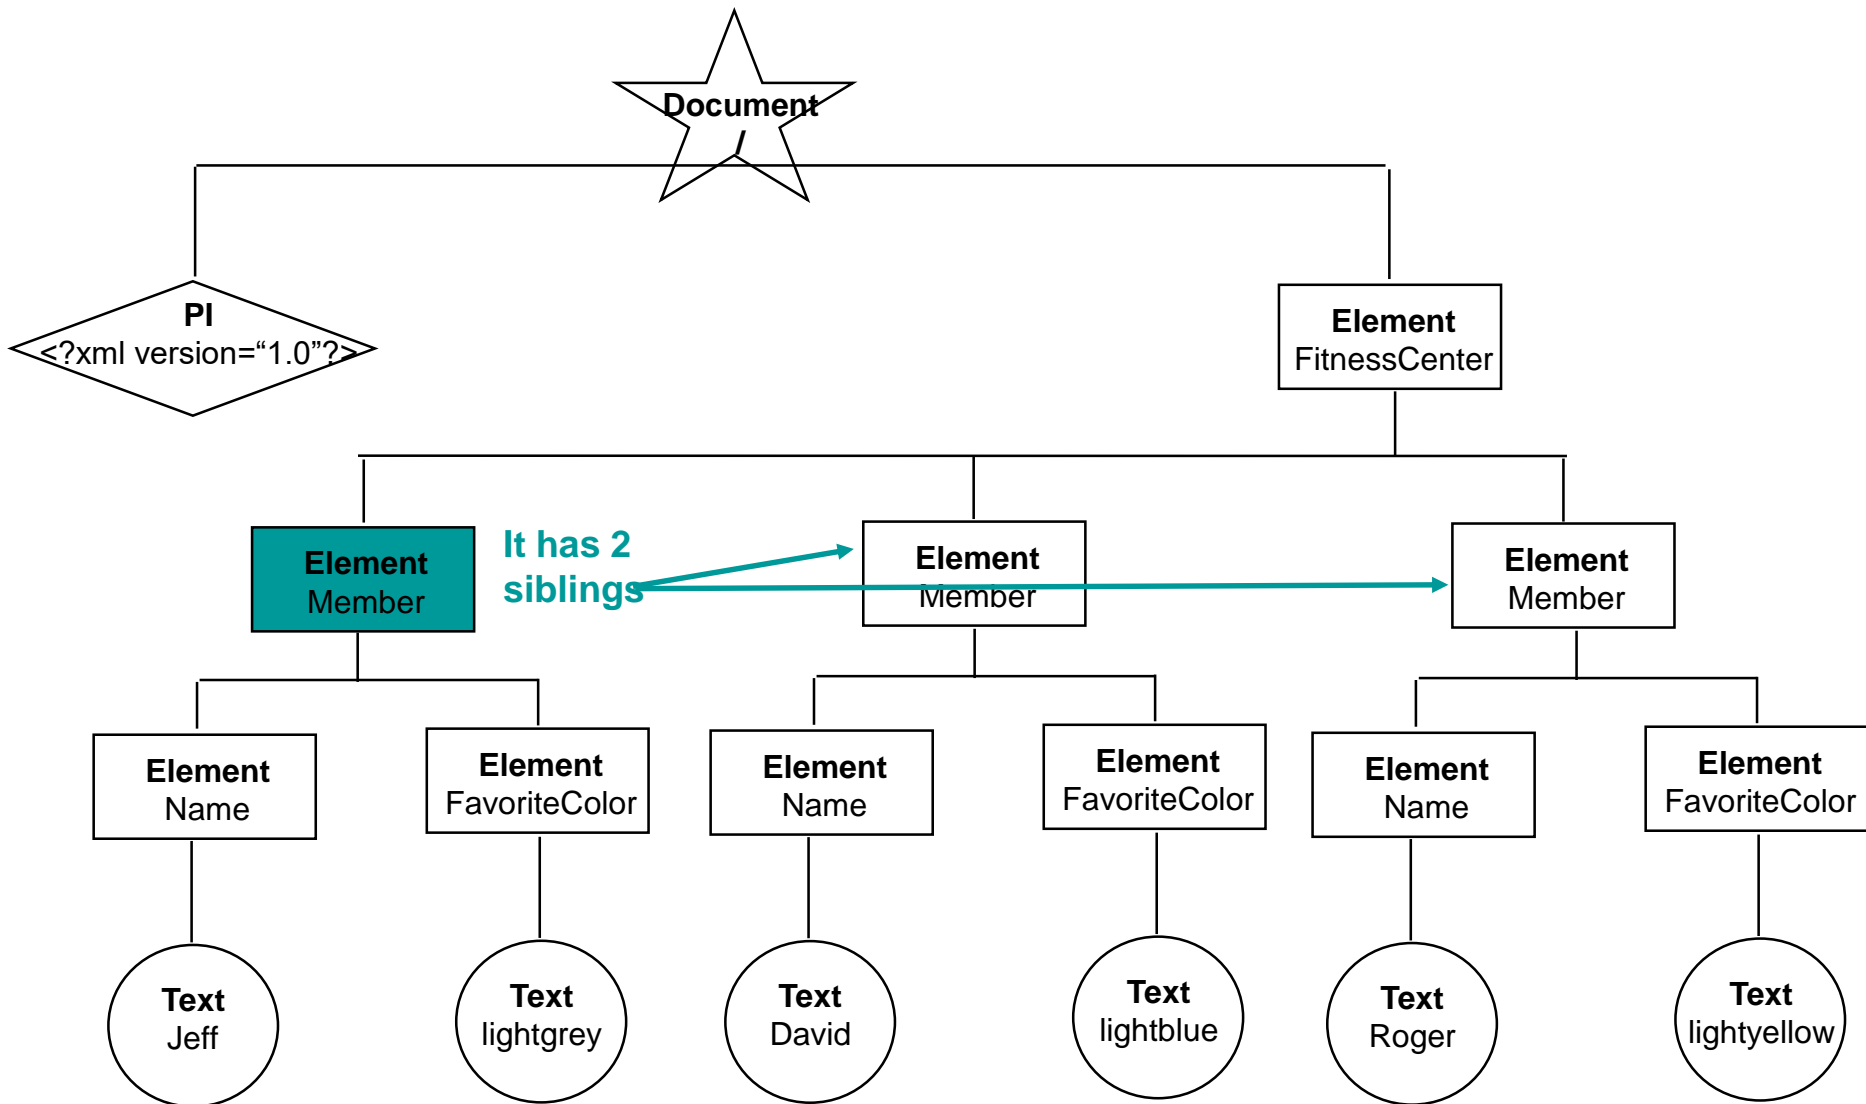 Document
/
PI
<?xml version=“1.0”?>
Element
FitnessCenter
Element
Member
It has 2
siblings
Element
Member
Element
Member
Element
Name
Element
FavoriteColor
Element
Name
Element
FavoriteColor
Element
Name
Element
FavoriteColor
Text
Jeff
Text
lightgrey
Text
David
Text
lightblue
Text
Roger
Text
lightyellow